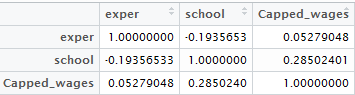 exper school Capped_wages
exper 1.00000000 -0.1935653 0.05279048
school -0.19356533 1.0000000 0.28502401
Capped_wages 0.05279048 0.2850240 1.00000000